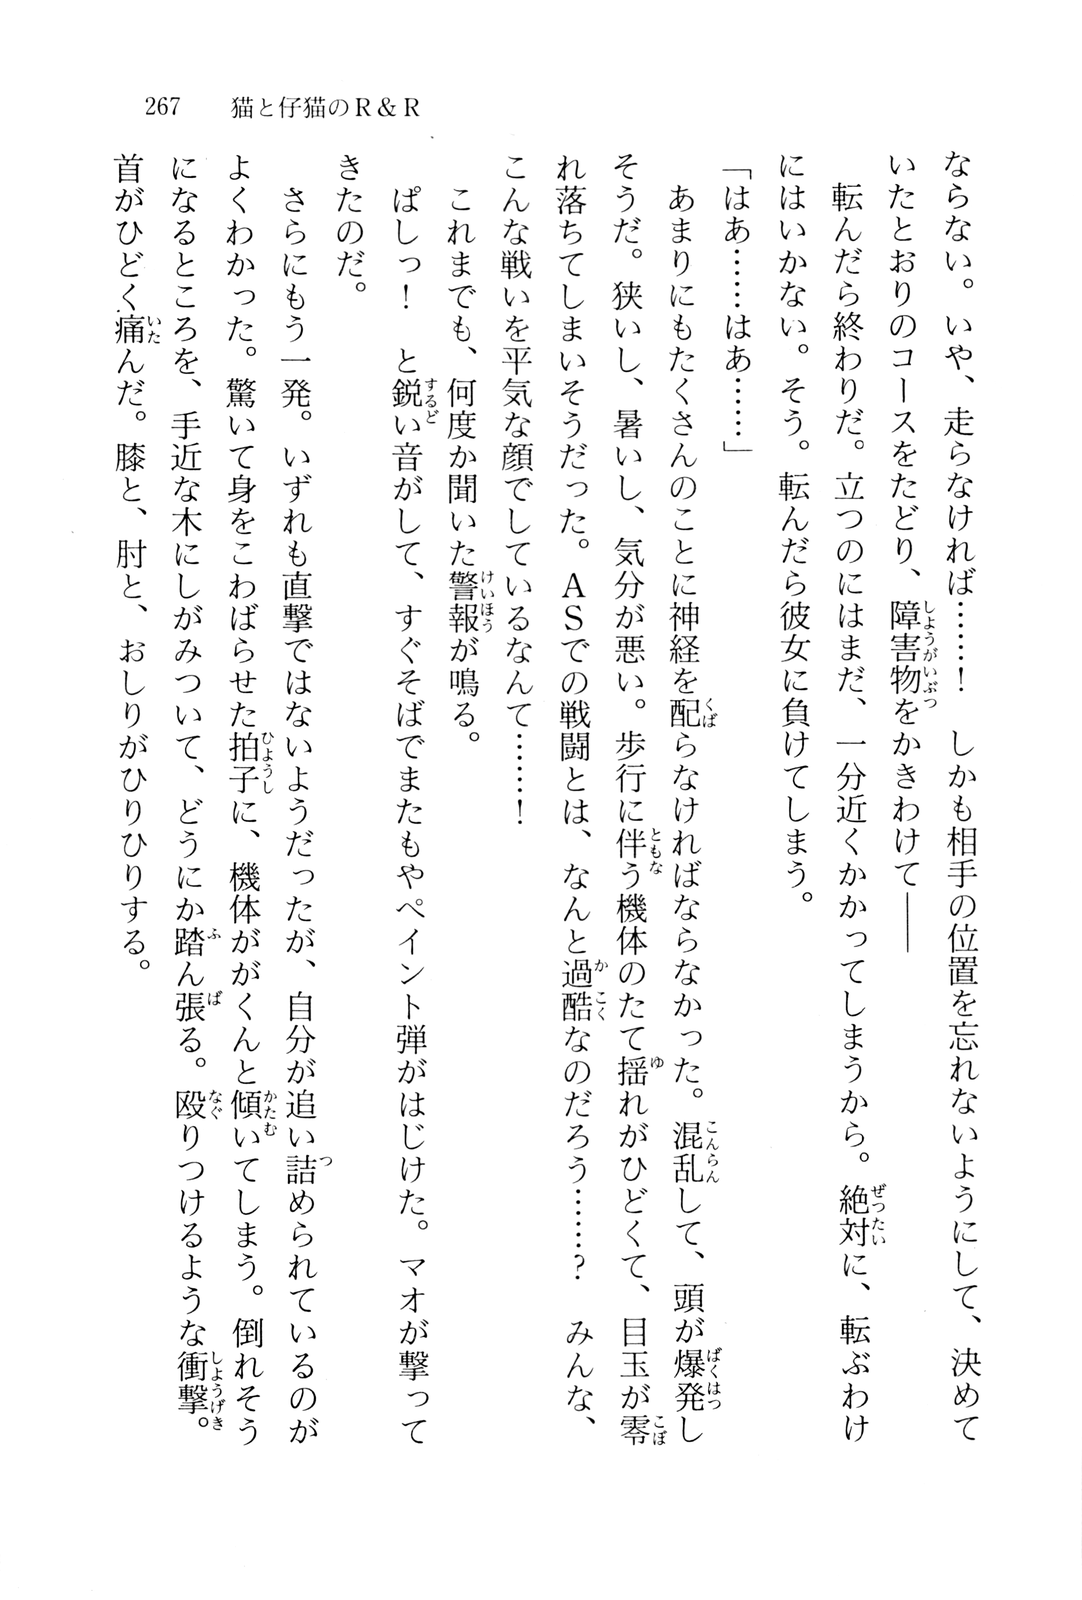 267　猫と仔猫のR＆R
ならない。いや、走らなければ……！　しかも相手の位置を忘れないようにして、決めて
いたとおりのコースをたどり、障害物をかきわけて――
　転んだら終わりだ。立つのにはまだ、一分近くかかってしまうから。絶対に、転ぶわけ
にはいかない。そう。転んだら彼女に負けてしまう。
「はあ……はあ……」
　あまりにもたくさんのことに神経を配らなければならなかった。混乱して、頭が爆発し
そうだ。狭いし、暑いし、気分が悪い。歩行に伴う機体のたて揺れがひどくて、目玉が零
れ落ちてしまいそうだった。ＡＳでの戦闘とは、なんと過酷なのだろう……？　みんな、
こんな戦いを平気な顔でしているなんて……！
　これまでも、何度か聞いた警報が鳴る。
　ぱしっ！　と鋭い音がして、すぐそばでまたもやペイント弾がはじけた。マオが撃って
きたのだ。
　さらにもう一発。いずれも直撃ではないようだったが、自分が追い詰められているのが
よくわかった。驚いて身をこわばらせた拍子に、機体ががくんと傾いてしまう。倒れそう
になるところを、手近な木にしがみついて、どうにか踏ん張る。殴りつけるような衝撃。
首がひどく痛んだ。膝と、肘と、おしりがひりひりする。